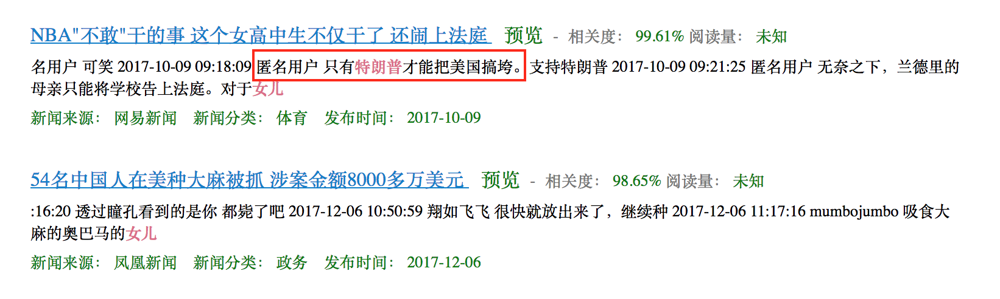 NBA"不敢"干的事 这个女高中生不仅干了 还闹上法庭 预览 - 相关度： 99.61% 阅读量： 未知
名用户 可笑 2017-10-09 09:18:09 匿名用户 只有特朗普才能把美国搞垮。支持特朗普 2017-10-09 09:21:25 匿名用户 无奈之下，兰德里的
母亲只能将学校告上法庭。对于女儿
新闻来源： 网易新闻 新闻分类： 体育 发布时间： 2017-10-09
54名中国人在美种大麻被抓 涉案金额8000多万美元 预览 - 相关度： 98.65% 阅读量： 未知
:16:20 透过瞳孔看到的是你 都毙了吧 2017-12-06 10:50:59 翔如飞飞 很快就放出来了，继续种 2017-12-06 11:17:16 mumbojumbo 吸食大
麻的奥巴马的女儿
新闻来源： 凤凰新闻 新闻分类： 政务 发布时间： 2017-12-06